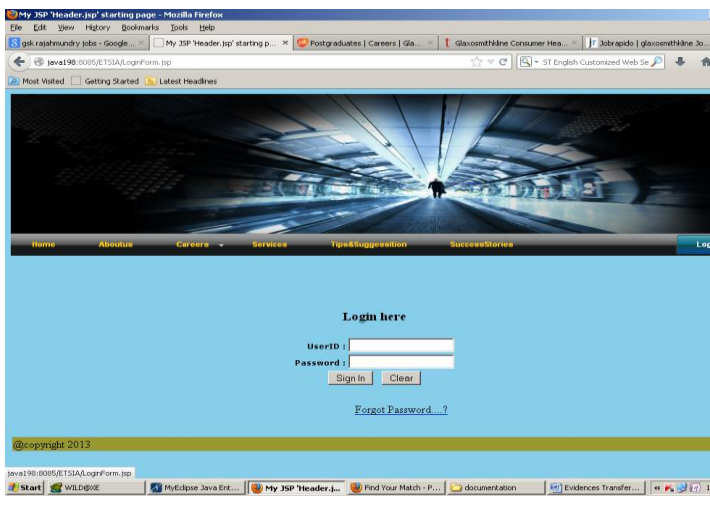 My JSP 'Header.jsp' starting page - Mozilla Firefox
File Edit View History Bookmarks Tools Help
gsk rajahmundry jobs - Google... My JSP 'Header.jsp' starting p... Postgraduates | Careers | Gla... Glaxosmithkline Consumer Hea... Jobrapido | glaxosmithkline Jo...
java198:8085/ETSIA/LoginForm.jsp ST English Customized Web Se
Most Visited Getting Started Latest Headlines
Home Aboutus Careers Services Tips&Suggessition SuccessStories Log
Login here
UserID :
Password :
Sign In Clear
Forgot Password....?
@copyright 2013
java198:8085/ETSIA/LoginForm.jsp
Start WILD@XE MyEclipse Java Ent... My JSP 'Header.j... Find Your Match - P... documentation Evidences Transfer...